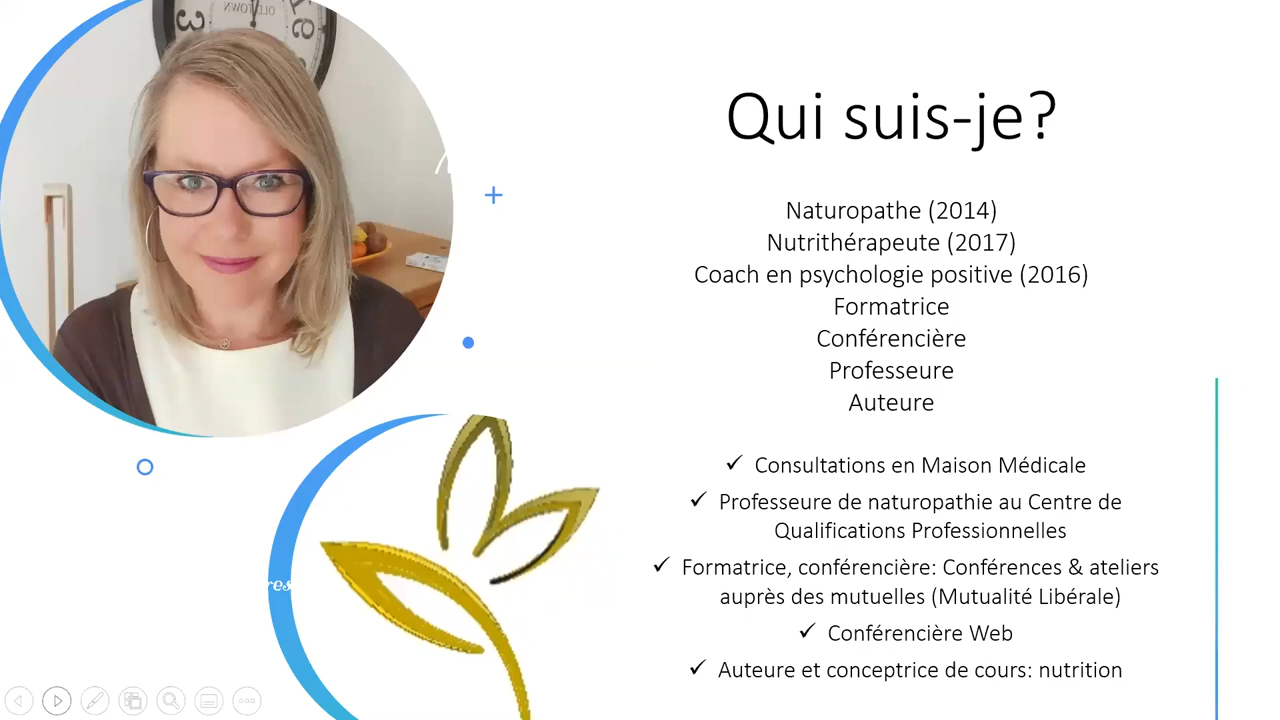 OLD TOWN
Qui suis-je?
Naturopathe (2014)
Nutrithérapeute (2017)
Coach en psychologie positive (2016)
Formatrice
Conférencière
Professeure
Auteure
✓ Consultations en Maison Médicale
✓ Professeure de naturopathie au Centre de
Qualifications Professionnelles
✓ Formatrice, conférencière: Conférences & ateliers
auprès des mutuelles (Mutualité Libérale)
✓ Conférencière Web
✓ Auteure et conceptrice de cours: nutrition